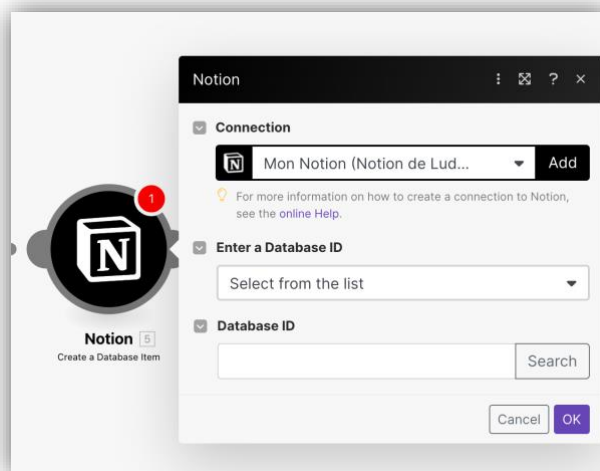 Notion
Connection
Mon Notion (Notion de Lud...
Add
For more information on how to create a connection to Notion,
see the online Help.
Enter a Database ID
Select from the list
Database ID
Search
Cancel OK
1
N
Notion 5
Create a Database Item